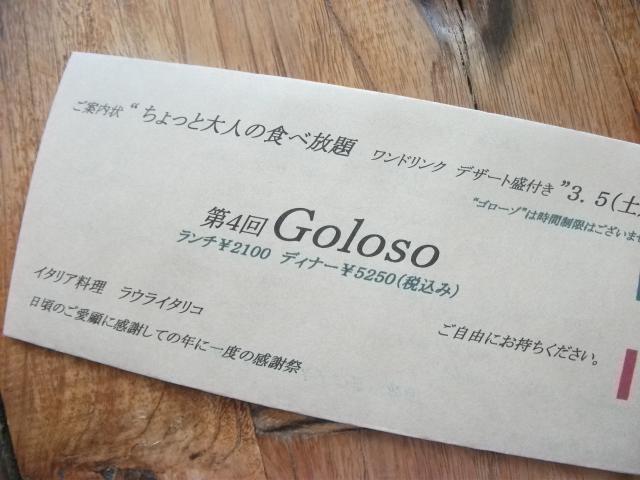 ご案内状 “ちょっと大人の食べ放題 ワンドリンク デザート盛付き ”3. 5(土
“ゴローゾ”は時間制限はございませ
第4回 Goloso
ランチ￥2100 ディナー￥5250(税込み)
イタリア料理 ラウライタリコ
日頃のご愛顧に感謝しての年に一度の感謝祭
ご自由にお持ちください。